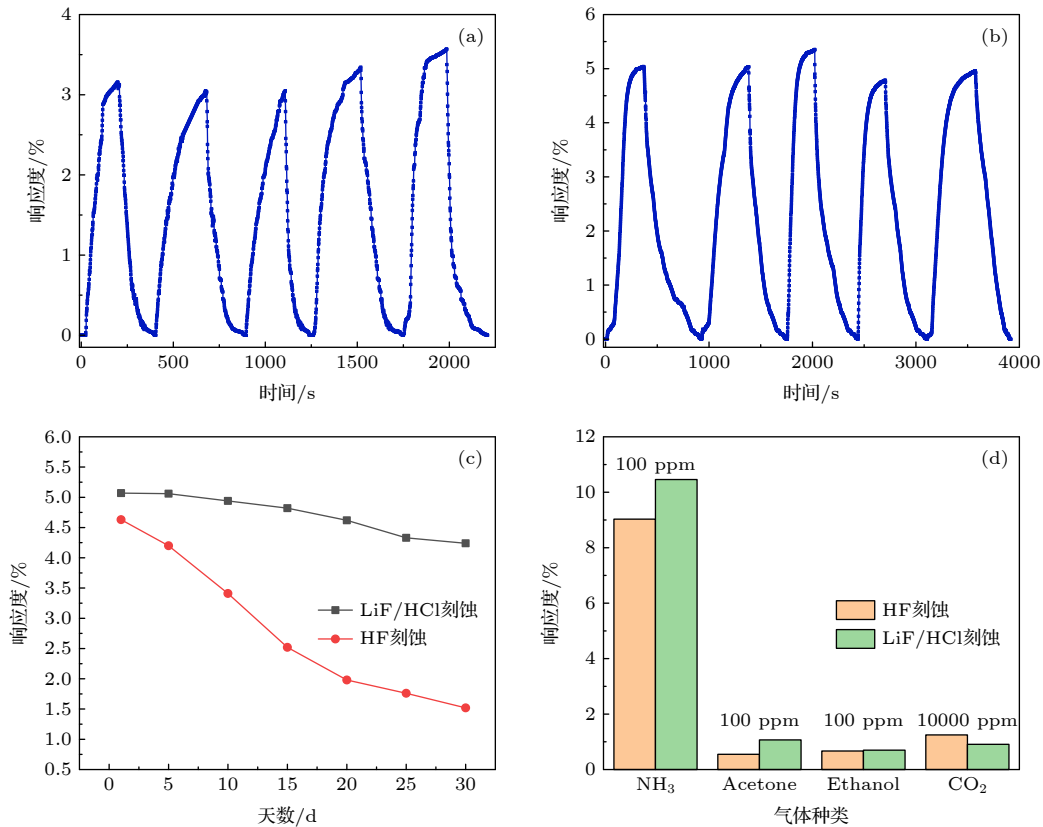 4
3
2
1
0
0
500
1000
1500
2000
(a)
响应度/%
时间/s
6
5
4
3
2
1
0
0
1000
2000
3000
4000
(b)
响应度/%
时间/s
6.0
5.5
5.0
4.5
4.0
3.5
3.0
2.5
2.0
1.5
1.0
0.5
0
5
10
15
20
25
30
(c)
LiF/HCl刻蚀
HF刻蚀
响应度/%
天数/d
12
10
8
6
4
2
0
(d)
100 ppm
HF刻蚀
LiF/HCl刻蚀
100 ppm
100 ppm
10000 ppm
NH₃
Acetone
Ethanol
CO₂
响应度/%
气体种类